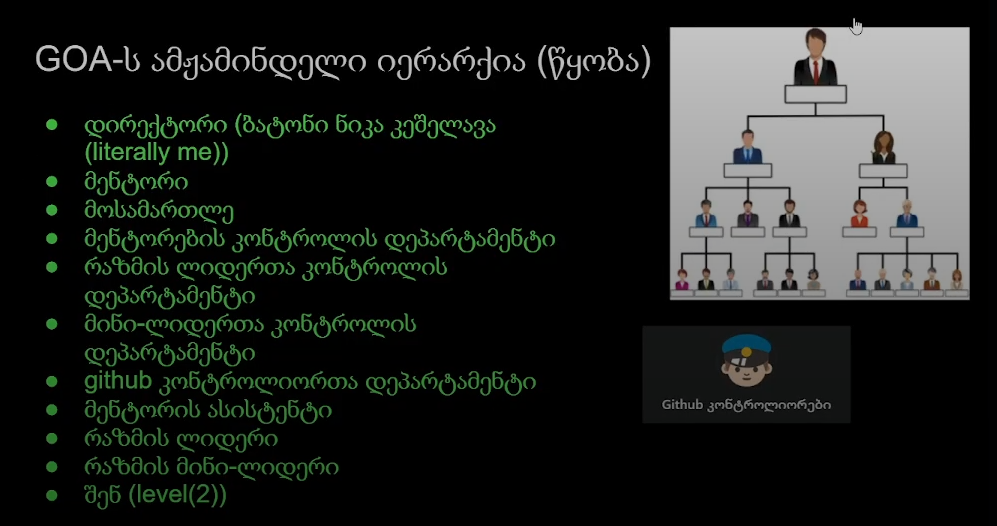 GOA-ს ამჟამინდელი იერარქია (წყობა)
● დირექტორი (ბატონი ნიკა კეშელავა
(literally me))
● მენტორი
● მოსამართლე
● მენტორების კონტროლის დეპარტამენტი
● რაზმის ლიდერთა კონტროლის
დეპარტამენტი
● მინი-ლიდერთა კონტროლის
დეპარტამენტი
● github კონტროლიორთა დეპარტამენტი
● მენტორის ასისტენტი
● რაზმის ლიდერი
● რაზმის მინი-ლიდერი
● შენ (level(2))
Github კონტროლიორები